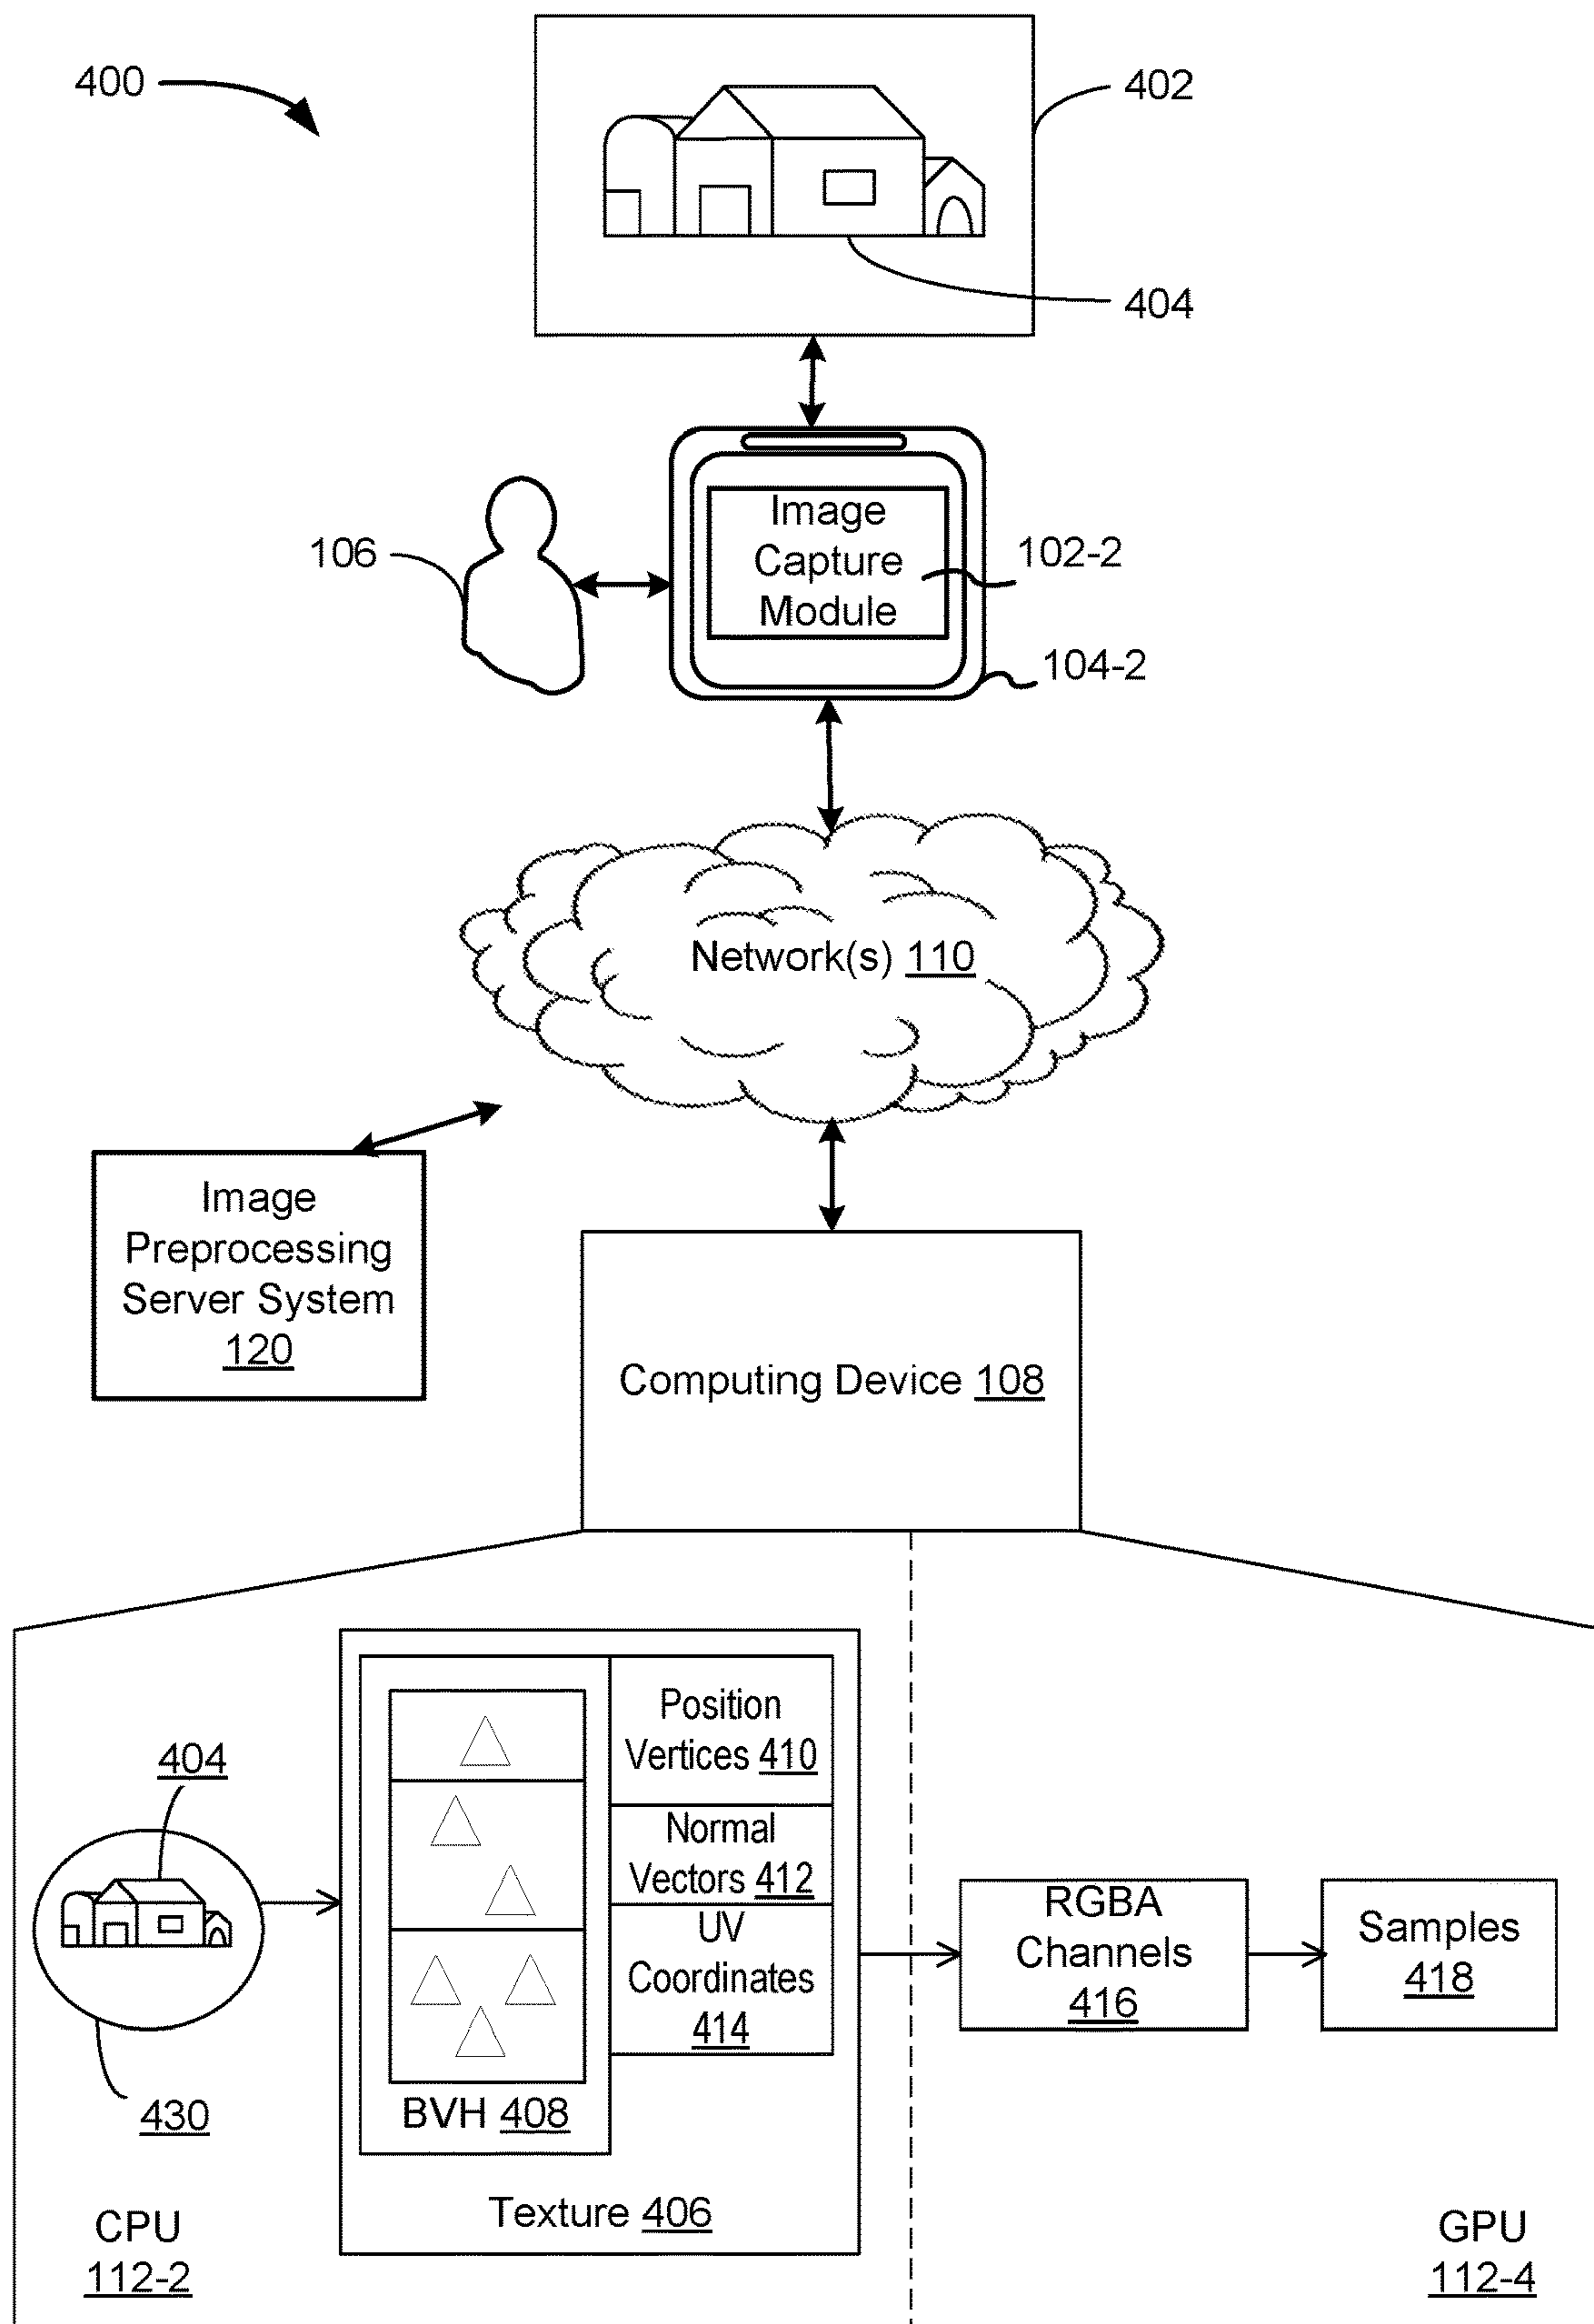 400
402
404
Image
Capture
Module
106
102-2
104-2
Network(s) 110
Image
Preprocessing
Server System
120
Computing Device 108
404
430
Position
Vertices 410
Normal
Vectors 412
UV
Coordinates
414
BVH 408
Texture 406
RGBA
Channels
416
Samples
418
CPU
112-2
GPU
112-4